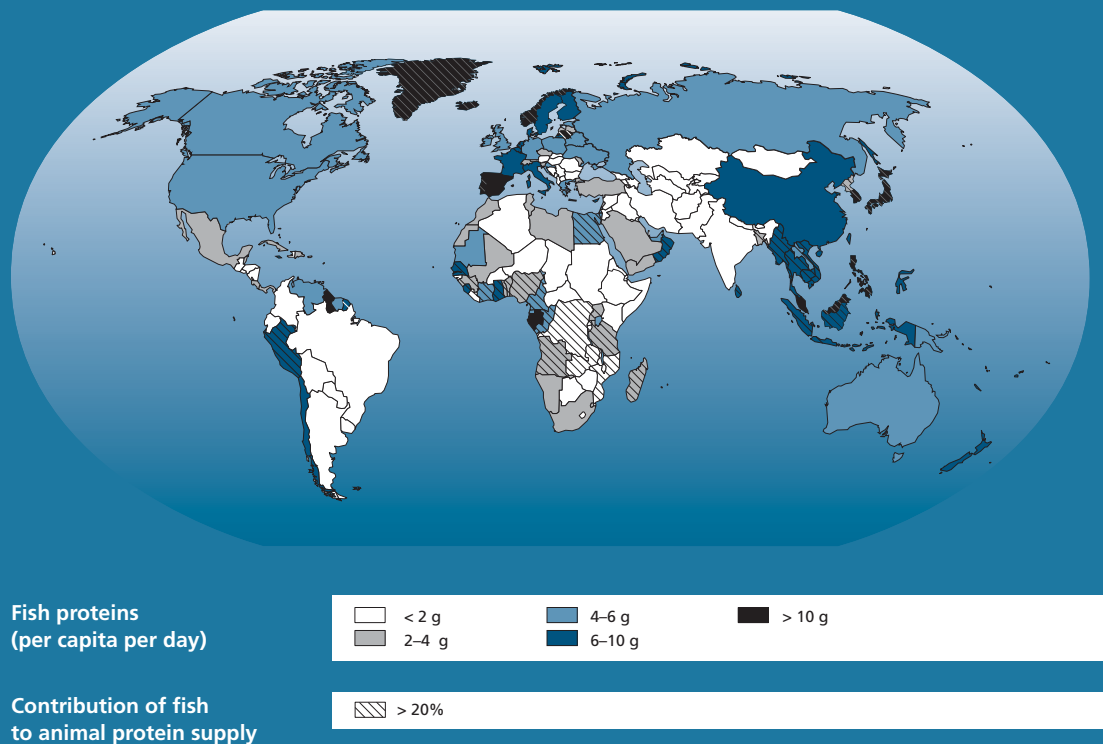 Fish proteins
(per capita per day)
< 2 g
4–6 g
> 10 g
2–4 g
6–10 g
Contribution of fish
to animal protein supply
> 20%